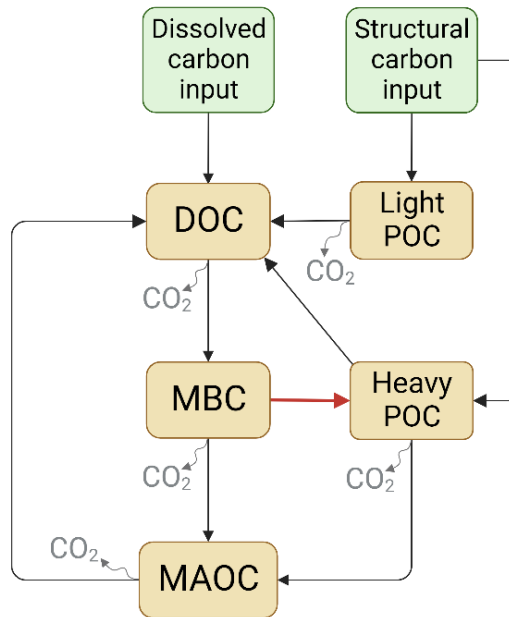 Dissolved
carbon
input
Structural
carbon
input
DOC
Light
POC
CO₂
CO₂
MBC
Heavy
POC
CO₂
CO₂
CO₂
MAOC